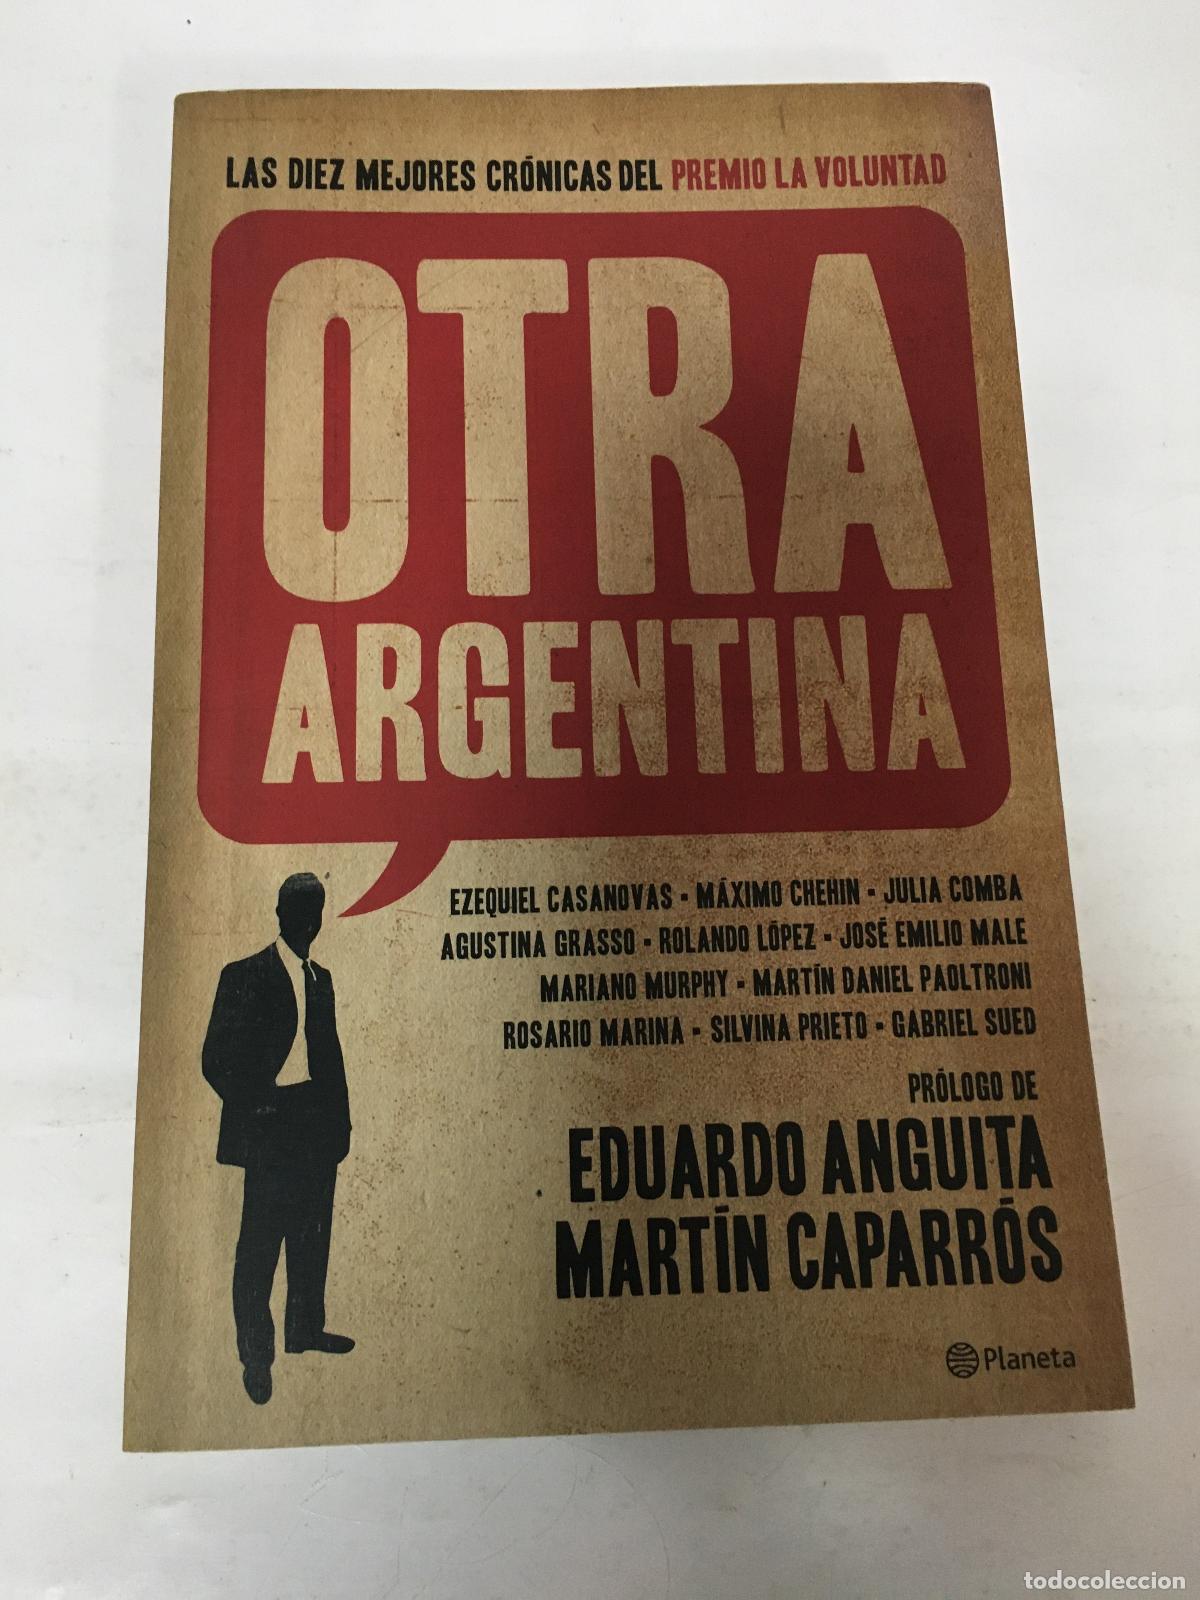 LAS DIEZ MEJORES CRÓNICAS DEL PREMIO LA VOLUNTAD
OTRA
ARGENTINA
EZEQUIEL CASANOVAS • MÁXIMO CHEHIN • JULIA COMBA
AGUSTINA GRASSO • ROLANDO LÓPEZ • JOSÉ EMILIO MALE
MARIANO MURPHY • MARTÍN DANIEL PAOLTRONI
ROSARIO MARINA • SILVINA PRIETO • GABRIEL SUED
PRÓLOGO DE
EDUARDO ANGUITA
MARTÍN CAPARRÓS
Planeta
todocoleccion